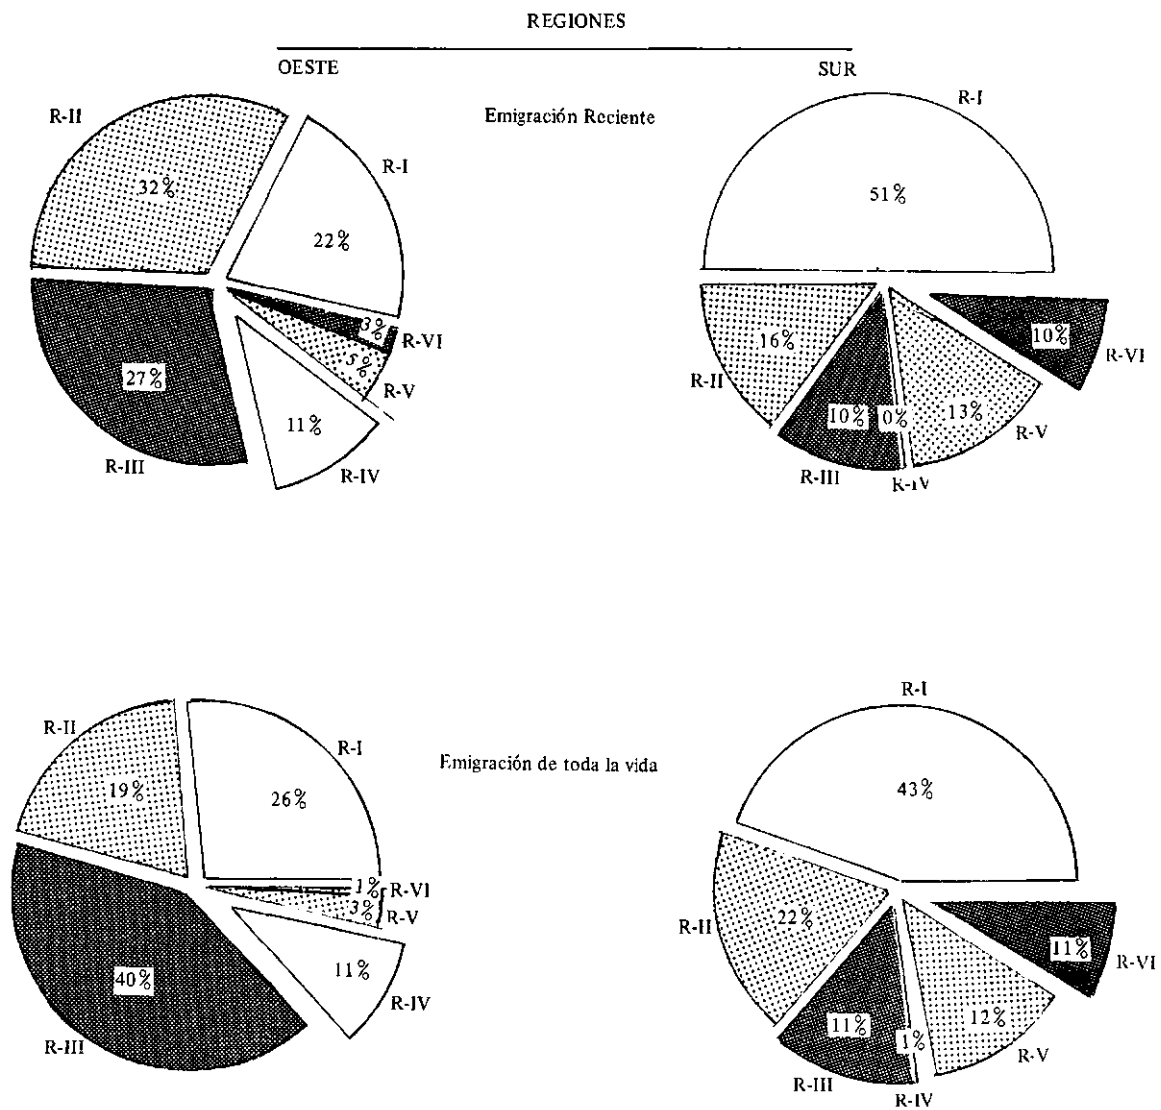 REGIONES
OESTE
SUR
Emigración Reciente
R-II
R-I
32%
22%
3%
R-VI
5%
R-V
27%
11%
R-III
R-IV
R-I
51%
16%
10%
R-VI
R-II
10%
0%
13%
R-V
R-III
R-IV
Emigración de toda la vida
R-II
R-I
19%
26%
1%
R-VI
3%
R-V
40%
11%
R-IV
R-III
R-I
43%
22%
R-II
11%
R-VI
11%
1%
12%
R-V
R-III
R-IV